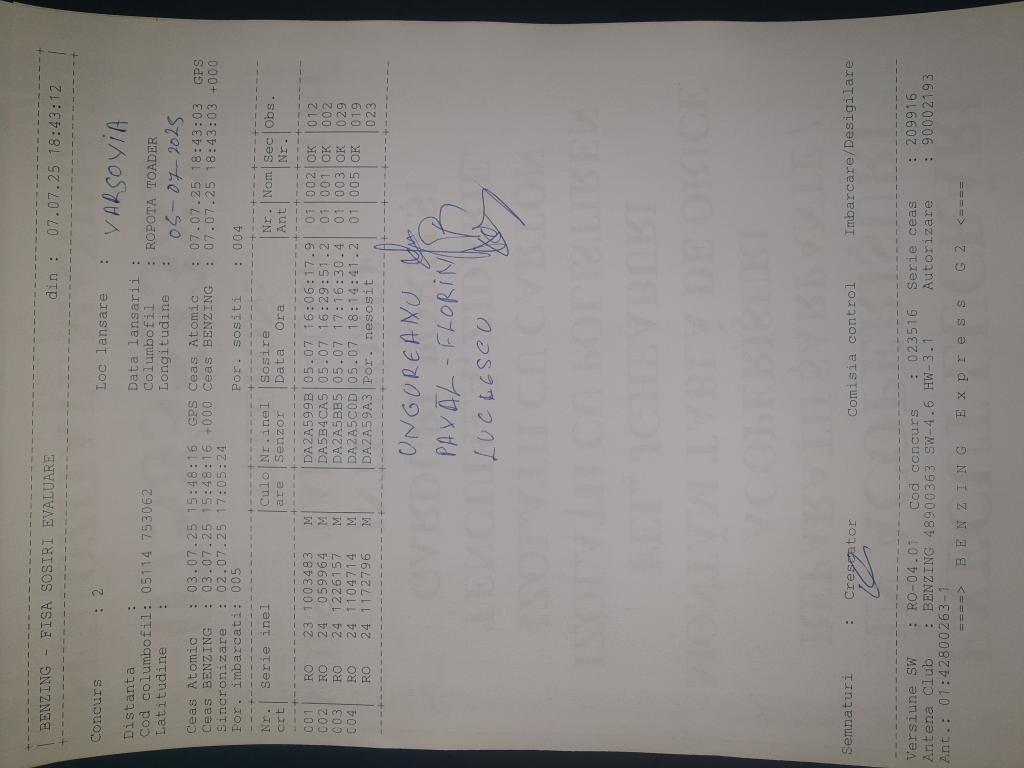 BENZING - FISA SOSIRI EVALUARE din : 07.07.25 18:43:12
Concurs : 2 Loc lansare : VARSOVIA
Distanta : Data lansarii :
Cod columbofil: 05114 753062 Columbofil : ROPOTA TOADER
Latitudine : Longitudine : 05-07-2025
Ceas Atomic : 03.07.25 15:48:16 GPS Ceas Atomic : 07.07.25 18:43:03 GPS
Ceas BENZING : 03.07.25 15:48:16 +000 Ceas BENZING : 07.07.25 18:43:03 +000
Sincronizare : 02.07.25 17:05:24
Por. imbarcati: 005 Por. sositi : 004
Nr.| Serie inel |Culo|Nr.inel |Sosire |Nr.|Nom|Sec|Obs.
crt| |are |Senzor |Data Ora |Ant| |Nr.|
001 RO 23 1003483 M DA2A599B 05.07 16:06:17.9 01 002 OK 012
002 RO 24 059964 M DA5B4CA5 05.07 16:29:51.2 01 001 OK 002
003 RO 24 1226157 M DA2A5BB5 05.07 17:16:30.4 01 003 OK 029
004 RO 24 1104714 M DA2A5C0D 05.07 18:14:41.2 01 005 OK 019
RO 24 1172796 M DA2A59A3 Por. nesosit 023
UNGUREANU
PAVAL-FLORIN
Semnaturi : Crescator Comisia control Imbarcare/Desigilare
Versiune SW : RO-04.01 Cod concurs : 023516 Serie ceas : 209916
Antena Club : BENZING 48900363 SW-4.6 HW-3.1 Autorizare : 90002193
Ant.: 01:42800263-1
====> B E N Z I N G E x p r e s s G 2 <====